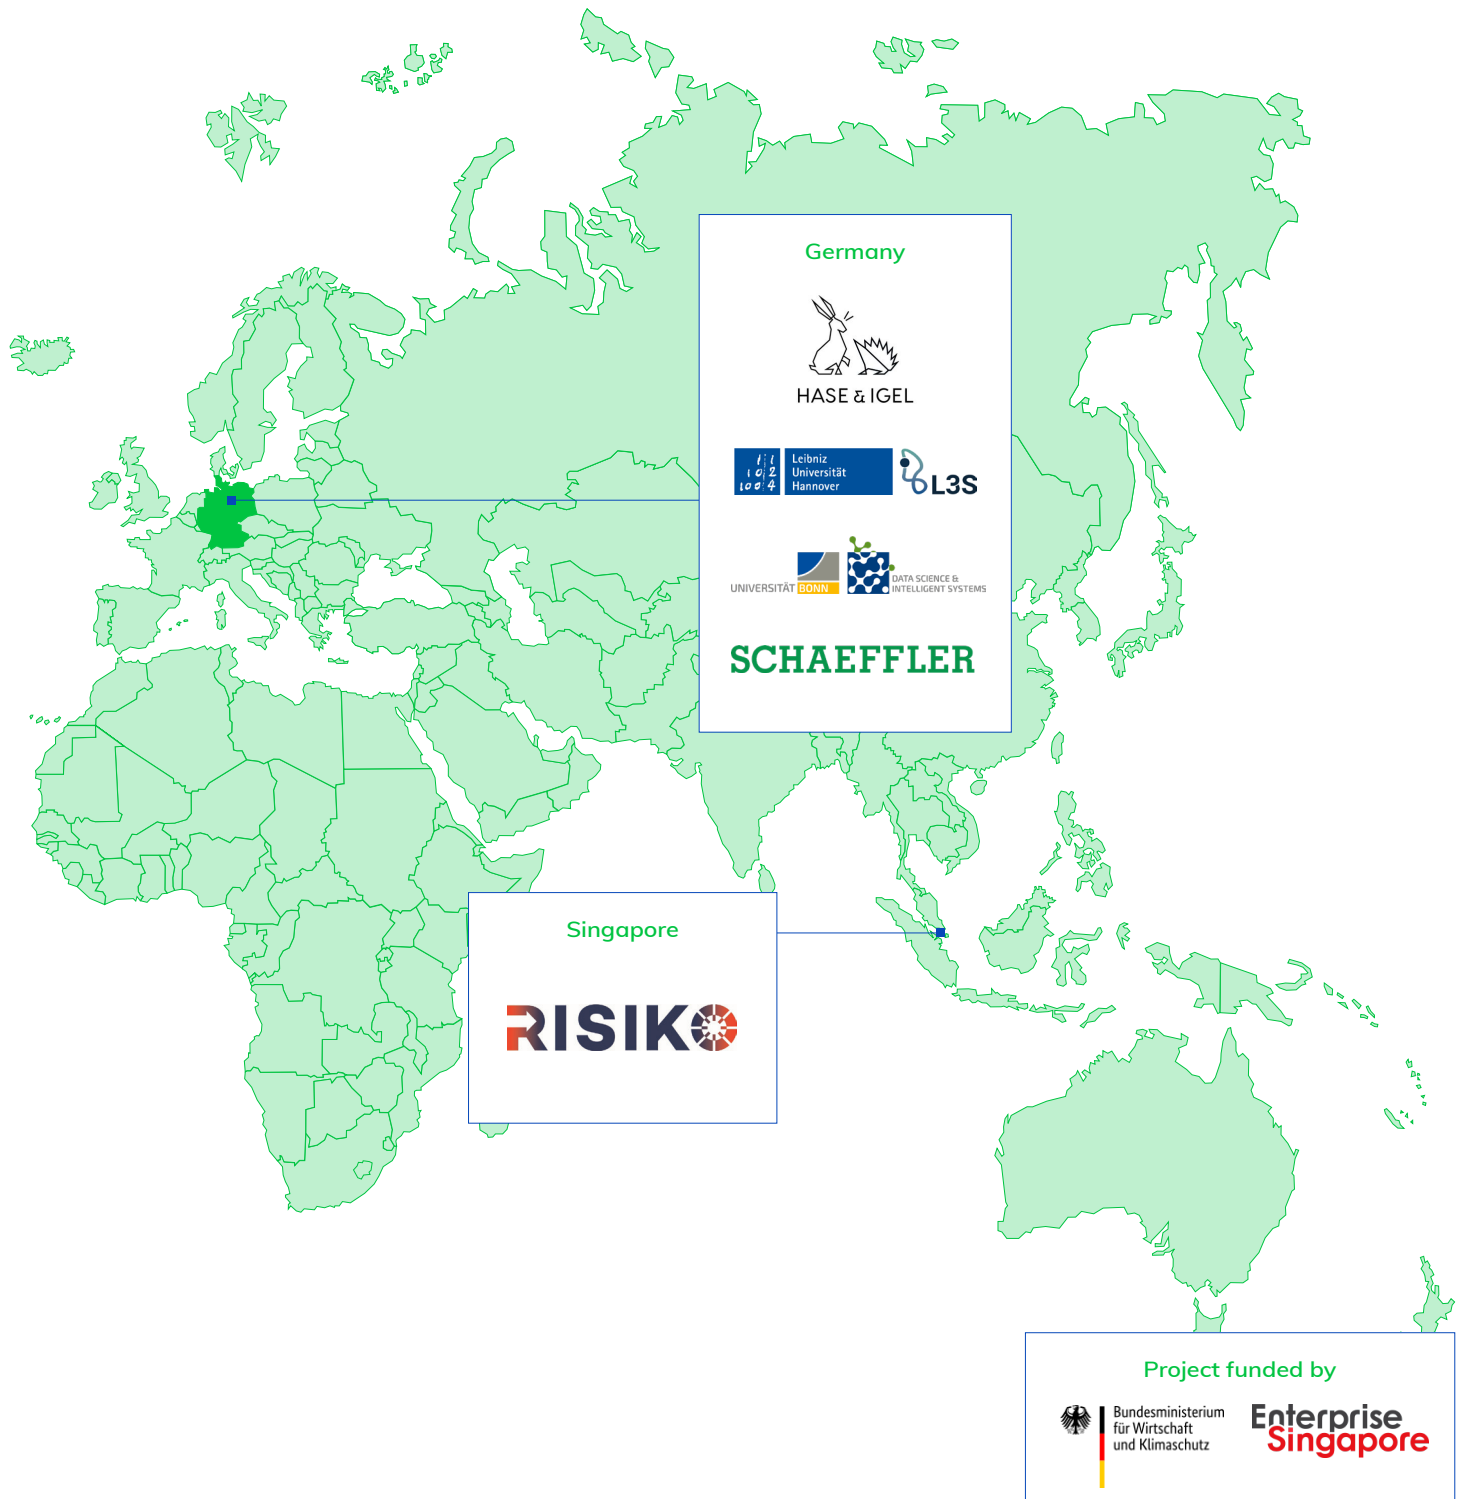 Germany
HASE & IGEL
Leibniz
Universität
Hannover
L3S
UNIVERSITÄT BONN
DATA SCIENCE &
INTELLIGENT SYSTEMS
SCHAEFFLER
Singapore
RISIKO
Project funded by
Bundesministerium
für Wirtschaft
und Klimaschutz
Enterprise
Singapore